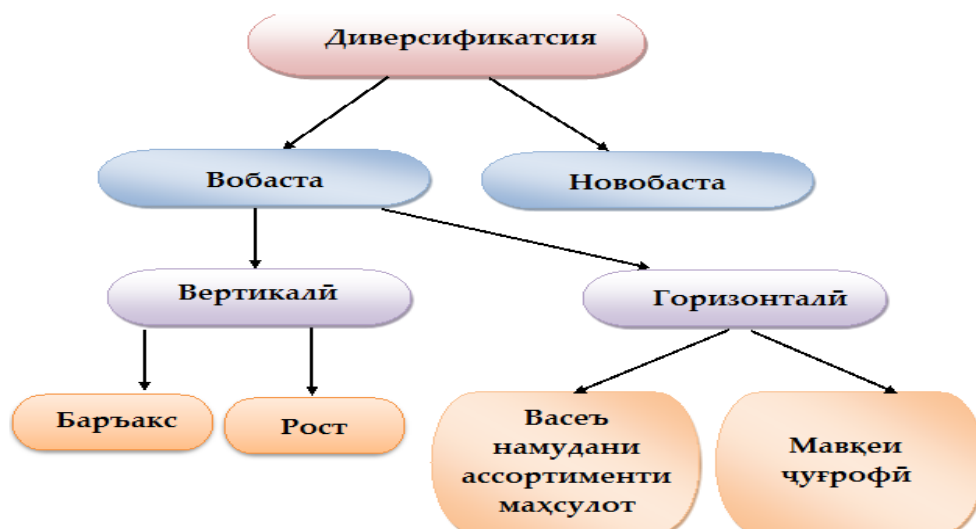 Диверсификатсия
Вобаста
Новобаста
Вертикалӣ
Горизонталӣ
Баръакс
Рост
Васеъ
намудани
ассортименти
маҳсулот
Мавқеи
ҷуғрофӣ